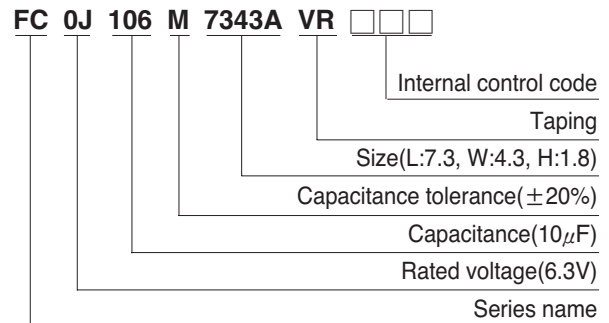 FC 0J 106 M 7343A VR □□□
Internal control code
Taping
Size(L:7.3, W:4.3, H:1.8)
Capacitance tolerance(±20%)
Capacitance(10μF)
Rated voltage(6.3V)
Series name